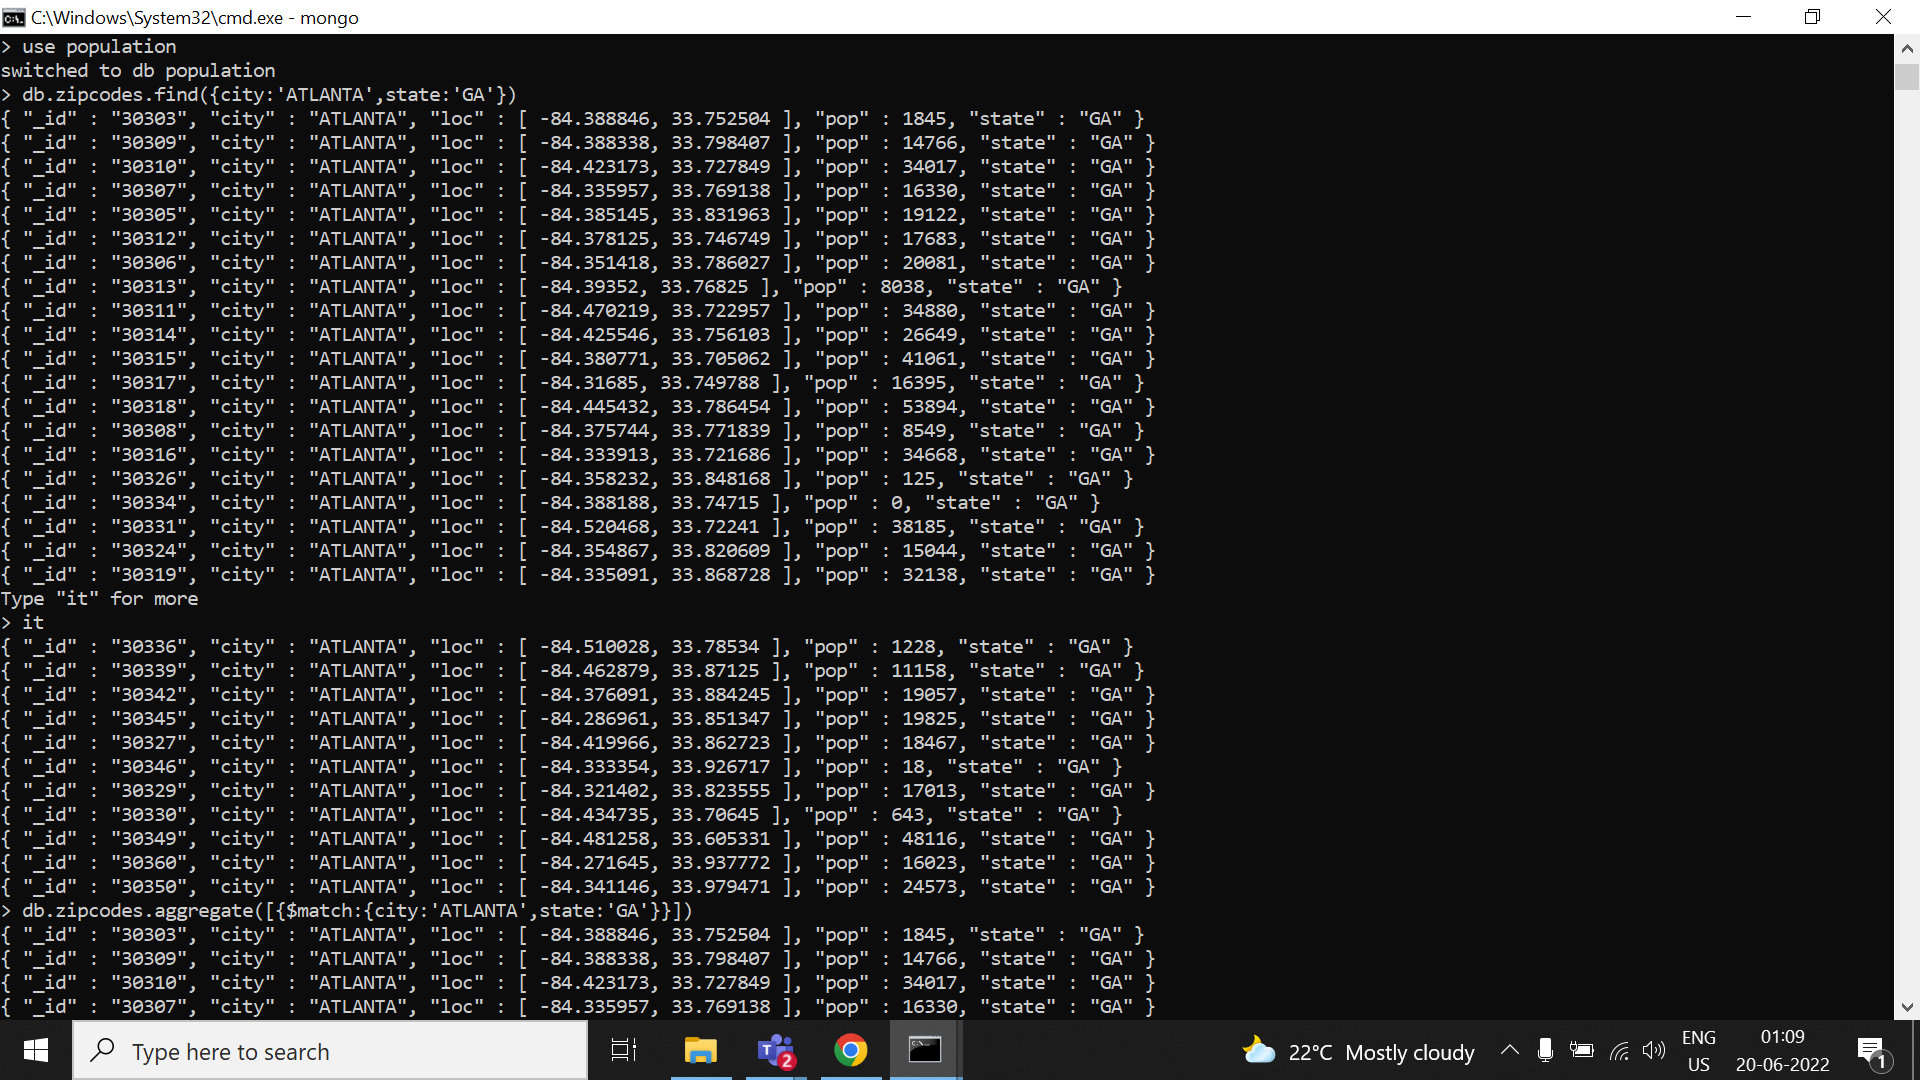 C:\Windows\System32\cmd.exe - mongo
> use population
switched to db population
> db.zipcodes.find({city:'ATLANTA',state:'GA'})
{ "_id" : "30303", "city" : "ATLANTA", "loc" : [ -84.388846, 33.752504 ], "pop" : 1845, "state" : "GA" }
{ "_id" : "30309", "city" : "ATLANTA", "loc" : [ -84.388338, 33.798407 ], "pop" : 14766, "state" : "GA" }
{ "_id" : "30310", "city" : "ATLANTA", "loc" : [ -84.423173, 33.727849 ], "pop" : 34017, "state" : "GA" }
{ "_id" : "30307", "city" : "ATLANTA", "loc" : [ -84.335957, 33.769138 ], "pop" : 16330, "state" : "GA" }
{ "_id" : "30305", "city" : "ATLANTA", "loc" : [ -84.385145, 33.831963 ], "pop" : 19122, "state" : "GA" }
{ "_id" : "30312", "city" : "ATLANTA", "loc" : [ -84.378125, 33.746749 ], "pop" : 17683, "state" : "GA" }
{ "_id" : "30306", "city" : "ATLANTA", "loc" : [ -84.351418, 33.786027 ], "pop" : 20081, "state" : "GA" }
{ "_id" : "30313", "city" : "ATLANTA", "loc" : [ -84.39352, 33.76825 ], "pop" : 8038, "state" : "GA" }
{ "_id" : "30311", "city" : "ATLANTA", "loc" : [ -84.470219, 33.722957 ], "pop" : 34880, "state" : "GA" }
{ "_id" : "30314", "city" : "ATLANTA", "loc" : [ -84.425546, 33.756103 ], "pop" : 26649, "state" : "GA" }
{ "_id" : "30315", "city" : "ATLANTA", "loc" : [ -84.380771, 33.705062 ], "pop" : 41061, "state" : "GA" }
{ "_id" : "30317", "city" : "ATLANTA", "loc" : [ -84.31685, 33.749788 ], "pop" : 16395, "state" : "GA" }
{ "_id" : "30318", "city" : "ATLANTA", "loc" : [ -84.445432, 33.786454 ], "pop" : 53894, "state" : "GA" }
{ "_id" : "30308", "city" : "ATLANTA", "loc" : [ -84.375744, 33.771839 ], "pop" : 8549, "state" : "GA" }
{ "_id" : "30316", "city" : "ATLANTA", "loc" : [ -84.333913, 33.721686 ], "pop" : 34668, "state" : "GA" }
{ "_id" : "30326", "city" : "ATLANTA", "loc" : [ -84.358232, 33.848168 ], "pop" : 125, "state" : "GA" }
{ "_id" : "30334", "city" : "ATLANTA", "loc" : [ -84.388188, 33.74715 ], "pop" : 0, "state" : "GA" }
{ "_id" : "30331", "city" : "ATLANTA", "loc" : [ -84.520468, 33.72241 ], "pop" : 38185, "state" : "GA" }
{ "_id" : "30324", "city" : "ATLANTA", "loc" : [ -84.354867, 33.820609 ], "pop" : 15044, "state" : "GA" }
{ "_id" : "30319", "city" : "ATLANTA", "loc" : [ -84.335091, 33.868728 ], "pop" : 32138, "state" : "GA" }
Type "it" for more
> it
{ "_id" : "30336", "city" : "ATLANTA", "loc" : [ -84.510028, 33.78534 ], "pop" : 1228, "state" : "GA" }
{ "_id" : "30339", "city" : "ATLANTA", "loc" : [ -84.462879, 33.87125 ], "pop" : 11158, "state" : "GA" }
{ "_id" : "30342", "city" : "ATLANTA", "loc" : [ -84.376091, 33.884245 ], "pop" : 19057, "state" : "GA" }
{ "_id" : "30345", "city" : "ATLANTA", "loc" : [ -84.286961, 33.851347 ], "pop" : 19825, "state" : "GA" }
{ "_id" : "30327", "city" : "ATLANTA", "loc" : [ -84.419966, 33.862723 ], "pop" : 18467, "state" : "GA" }
{ "_id" : "30346", "city" : "ATLANTA", "loc" : [ -84.333354, 33.926717 ], "pop" : 18, "state" : "GA" }
{ "_id" : "30329", "city" : "ATLANTA", "loc" : [ -84.321402, 33.823555 ], "pop" : 17013, "state" : "GA" }
{ "_id" : "30330", "city" : "ATLANTA", "loc" : [ -84.434735, 33.70645 ], "pop" : 643, "state" : "GA" }
{ "_id" : "30349", "city" : "ATLANTA", "loc" : [ -84.481258, 33.605331 ], "pop" : 48116, "state" : "GA" }
{ "_id" : "30360", "city" : "ATLANTA", "loc" : [ -84.271645, 33.937772 ], "pop" : 16023, "state" : "GA" }
{ "_id" : "30350", "city" : "ATLANTA", "loc" : [ -84.341146, 33.979471 ], "pop" : 24573, "state" : "GA" }
> db.zipcodes.aggregate([{$match:{city:'ATLANTA',state:'GA'}}])
{ "_id" : "30303", "city" : "ATLANTA", "loc" : [ -84.388846, 33.752504 ], "pop" : 1845, "state" : "GA" }
{ "_id" : "30309", "city" : "ATLANTA", "loc" : [ -84.388338, 33.798407 ], "pop" : 14766, "state" : "GA" }
{ "_id" : "30310", "city" : "ATLANTA", "loc" : [ -84.423173, 33.727849 ], "pop" : 34017, "state" : "GA" }
{ "_id" : "30307", "city" : "ATLANTA", "loc" : [ -84.335957, 33.769138 ], "pop" : 16330, "state" : "GA" }
Type here to search
2
22°C Mostly cloudy
ENG
US
01:09
20-06-2022
1